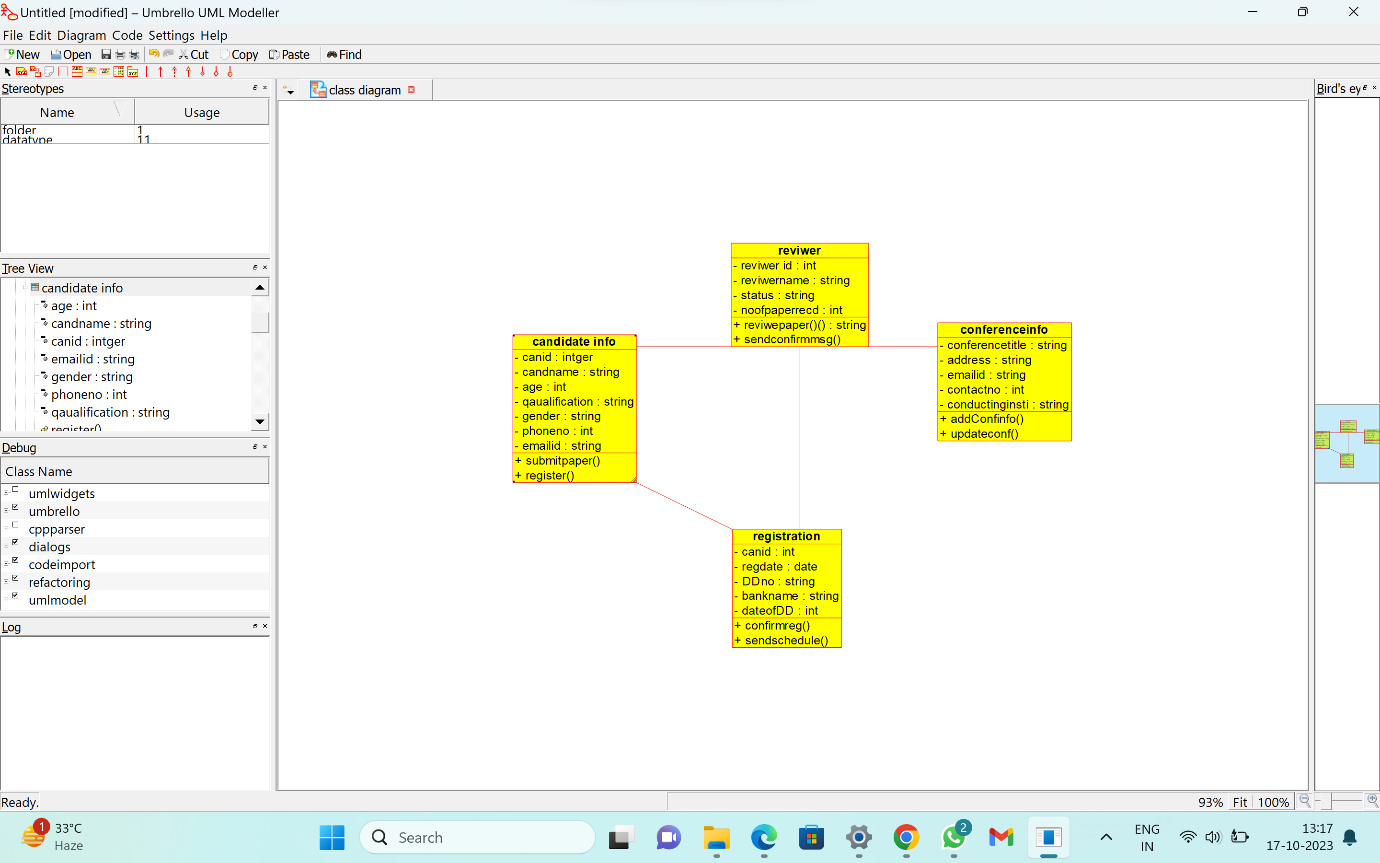 Untitled [modified] – Umbrello UML Modeller
File Edit Diagram Code Settings Help
New Open Cut Copy Paste Find
Stereotypes
Name Usage
folder 1
datatype 11
Tree View
candidate info
age : int
candname : string
canid : intger
emailid : string
gender : string
phoneno : int
qaualification : string
register()
Debug
Class Name
umlwidgets
umbrello
cppparser
dialogs
codeimport
refactoring
umlmodel
Log
class diagram
Bird's ey
reviwer
- reviwer id : int
- reviwername : string
- status : string
- noofpaperrecd : int
+ reviwepaper()() : string
+ sendconfirmmsg()
candidate info
- canid : intger
- candname : string
- age : int
- qaualification : string
- gender : string
- phoneno : int
- emailid : string
+ submitpaper()
+ register()
conferenceinfo
- conferencetitle : string
- address : string
- emailid : string
- contactno : int
- conductinginsti : string
+ addConfinfo()
+ updateconf()
registration
- canid : int
- regdate : date
- DDno : string
- bankname : string
- dateofDD : int
+ confirmreg()
+ sendschedule()
Ready.
93% Fit 100%
1
33°C
Haze
Search
2
ENG
IN
13:17
17-10-2023